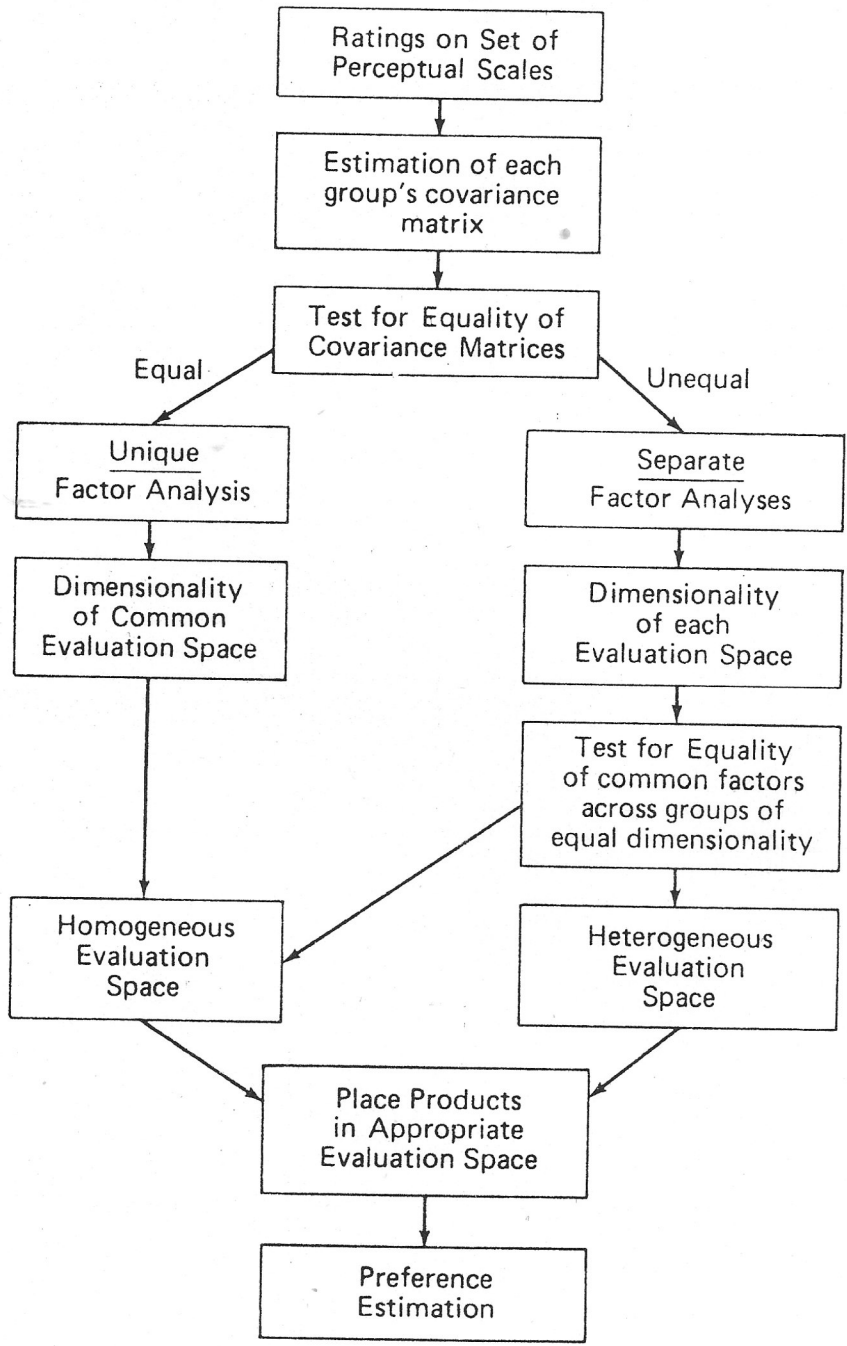 Ratings on Set of
Perceptual Scales
Estimation of each
group's covariance
matrix
Test for Equality of
Covariance Matrices
Equal
Unequal
Unique
Factor Analysis
Separate
Factor Analyses
Dimensionality
of Common
Evaluation Space
Dimensionality
of each
Evaluation Space
Test for Equality
of common factors
across groups of
equal dimensionality
Homogeneous
Evaluation
Space
Heterogeneous
Evaluation
Space
Place Products
in Appropriate
Evaluation Space
Preference
Estimation